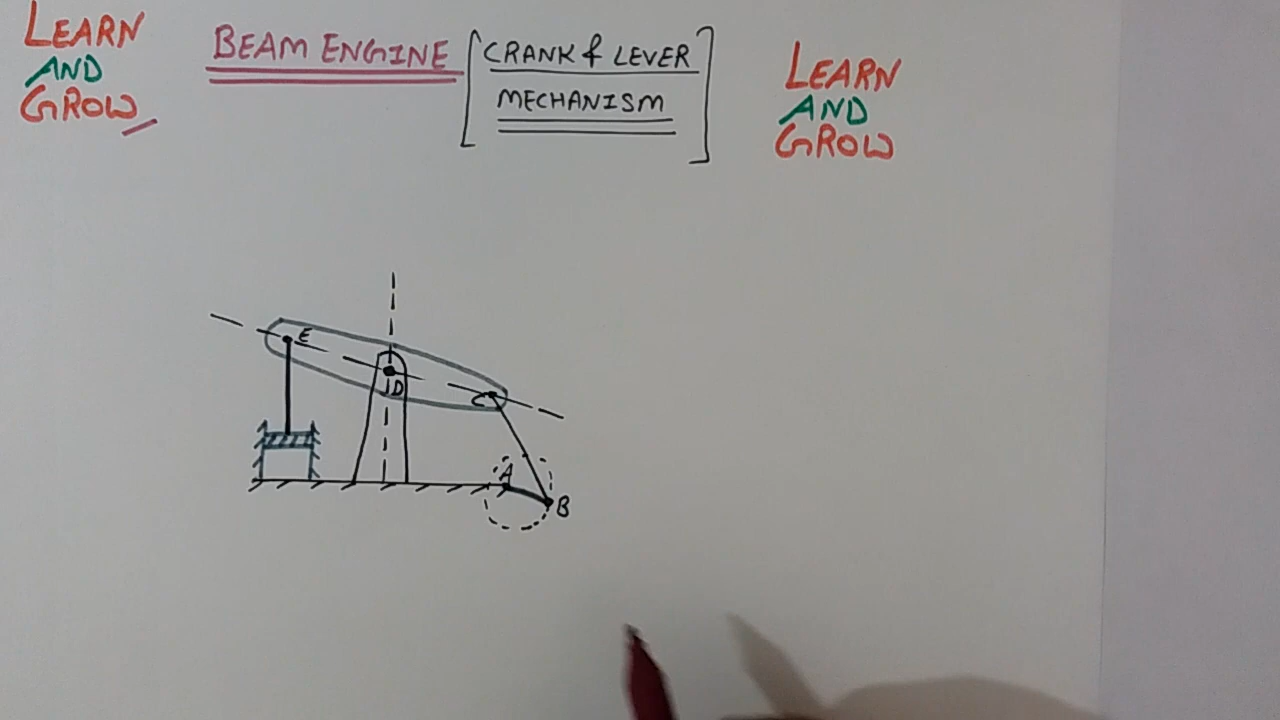 LEARN
AND
GROW
BEAM ENGINE
CRANK & LEVER
MECHANISM
LEARN
AND
GROW
E
D
C
A
B